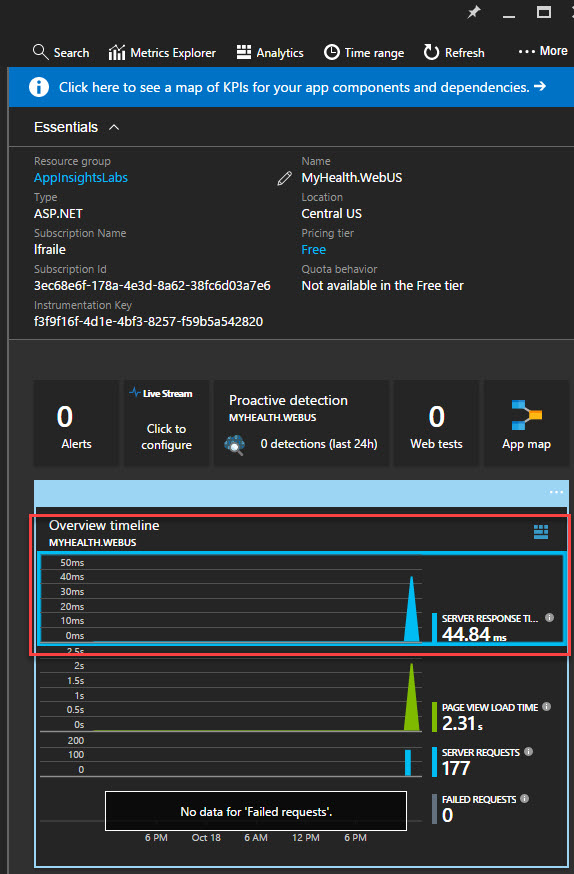 Search Metrics Explorer Analytics Time range Refresh ••• More
Click here to see a map of KPIs for your app components and dependencies. →
Essentials
Resource group
AppInsightsLabs
Name
MyHealth.WebUS
Type
ASP.NET
Location
Central US
Subscription Name
lfraile
Pricing tier
Free
Subscription Id
3ec68e6f-178a-4e3d-8a62-38fc6d03a7e6
Quota behavior
Not available in the Free tier
Instrumentation Key
f3f9f16f-4d1e-4bf3-8257-f59b5a542820
0
Alerts
Live Stream
Click to
configure
Proactive detection
MYHEALTH.WEBUS
0 detections (last 24h)
0
Web tests
App map
Overview timeline
MYHEALTH.WEBUS
50ms
40ms
30ms
20ms
10ms
0ms
SERVER RESPONSE TI...
44.84 ms
2.5s
2s
1.5s
1s
0.5s
0s
PAGE VIEW LOAD TIME
2.31 s
200
100
0
SERVER REQUESTS
177
No data for 'Failed requests'.
FAILED REQUESTS
0
6 PM Oct 18 6 AM 12 PM 6 PM